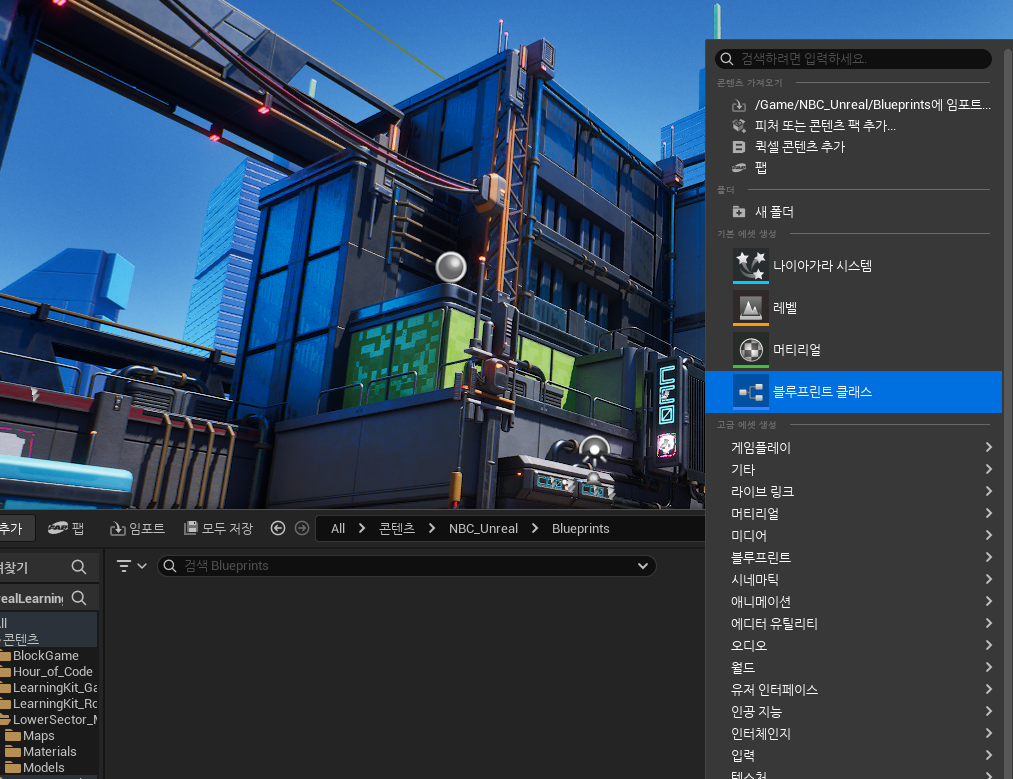 검색하려면 입력하세요.
콘텐츠 가져오기
/Game/NBC_Unreal/Blueprints에 임포트...
피처 또는 콘텐츠 팩 추가...
퀵셀 콘텐츠 추가
팹
폴더
새 폴더
기본 에셋 생성
나이아가라 시스템
레벨
머티리얼
블루프린트 클래스
고급 에셋 생성
게임플레이
기타
라이브 링크
머티리얼
미디어
블루프린트
시네마틱
애니메이션
에디터 유틸리티
오디오
월드
유저 인터페이스
인공 지능
인터체인지
입력
텍스처
추가 팹 임포트 모두 저장 All 콘텐츠 NBC_Unreal Blueprints
겨찾기
검색 Blueprints
realLearning
ll
콘텐츠
BlockGame
Hour_of_Code
LearningKit_Ga
LearningKit_Ro
LowerSector_M
Maps
Materials
Models